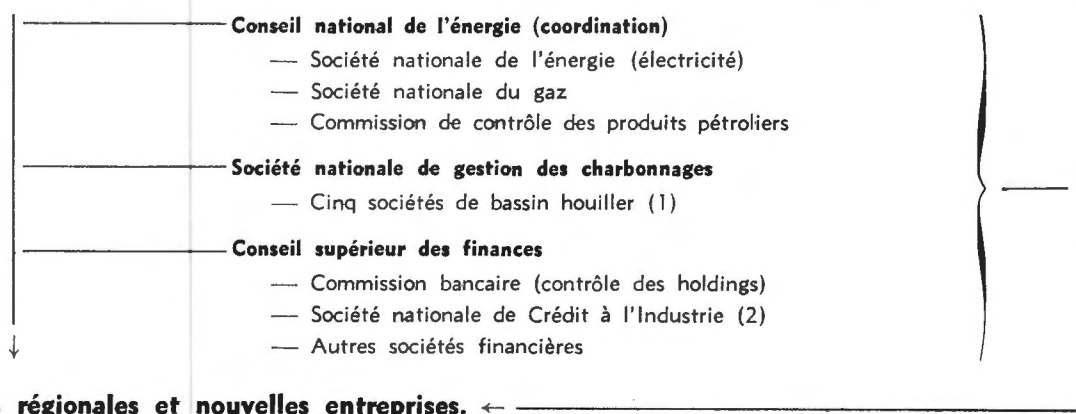 Conseil national de l'énergie (coordination)
— Société nationale de l'énergie (électricité)
— Société nationale du gaz
— Commission de contrôle des produits pétroliers
Société nationale de gestion des charbonnages
— Cinq sociétés de bassin houiller (1)
Conseil supérieur des finances
— Commission bancaire (contrôle des holdings)
— Société nationale de Crédit à l'Industrie (2)
— Autres sociétés financières
régionales et nouvelles entreprises.